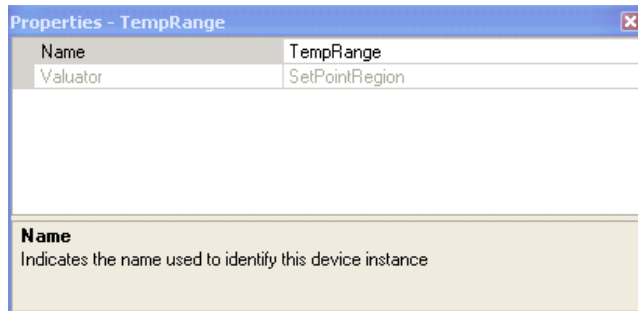 Properties - TempRange
Name TempRange
Valuator SetPointRegion
Name
Indicates the name used to identify this device instance